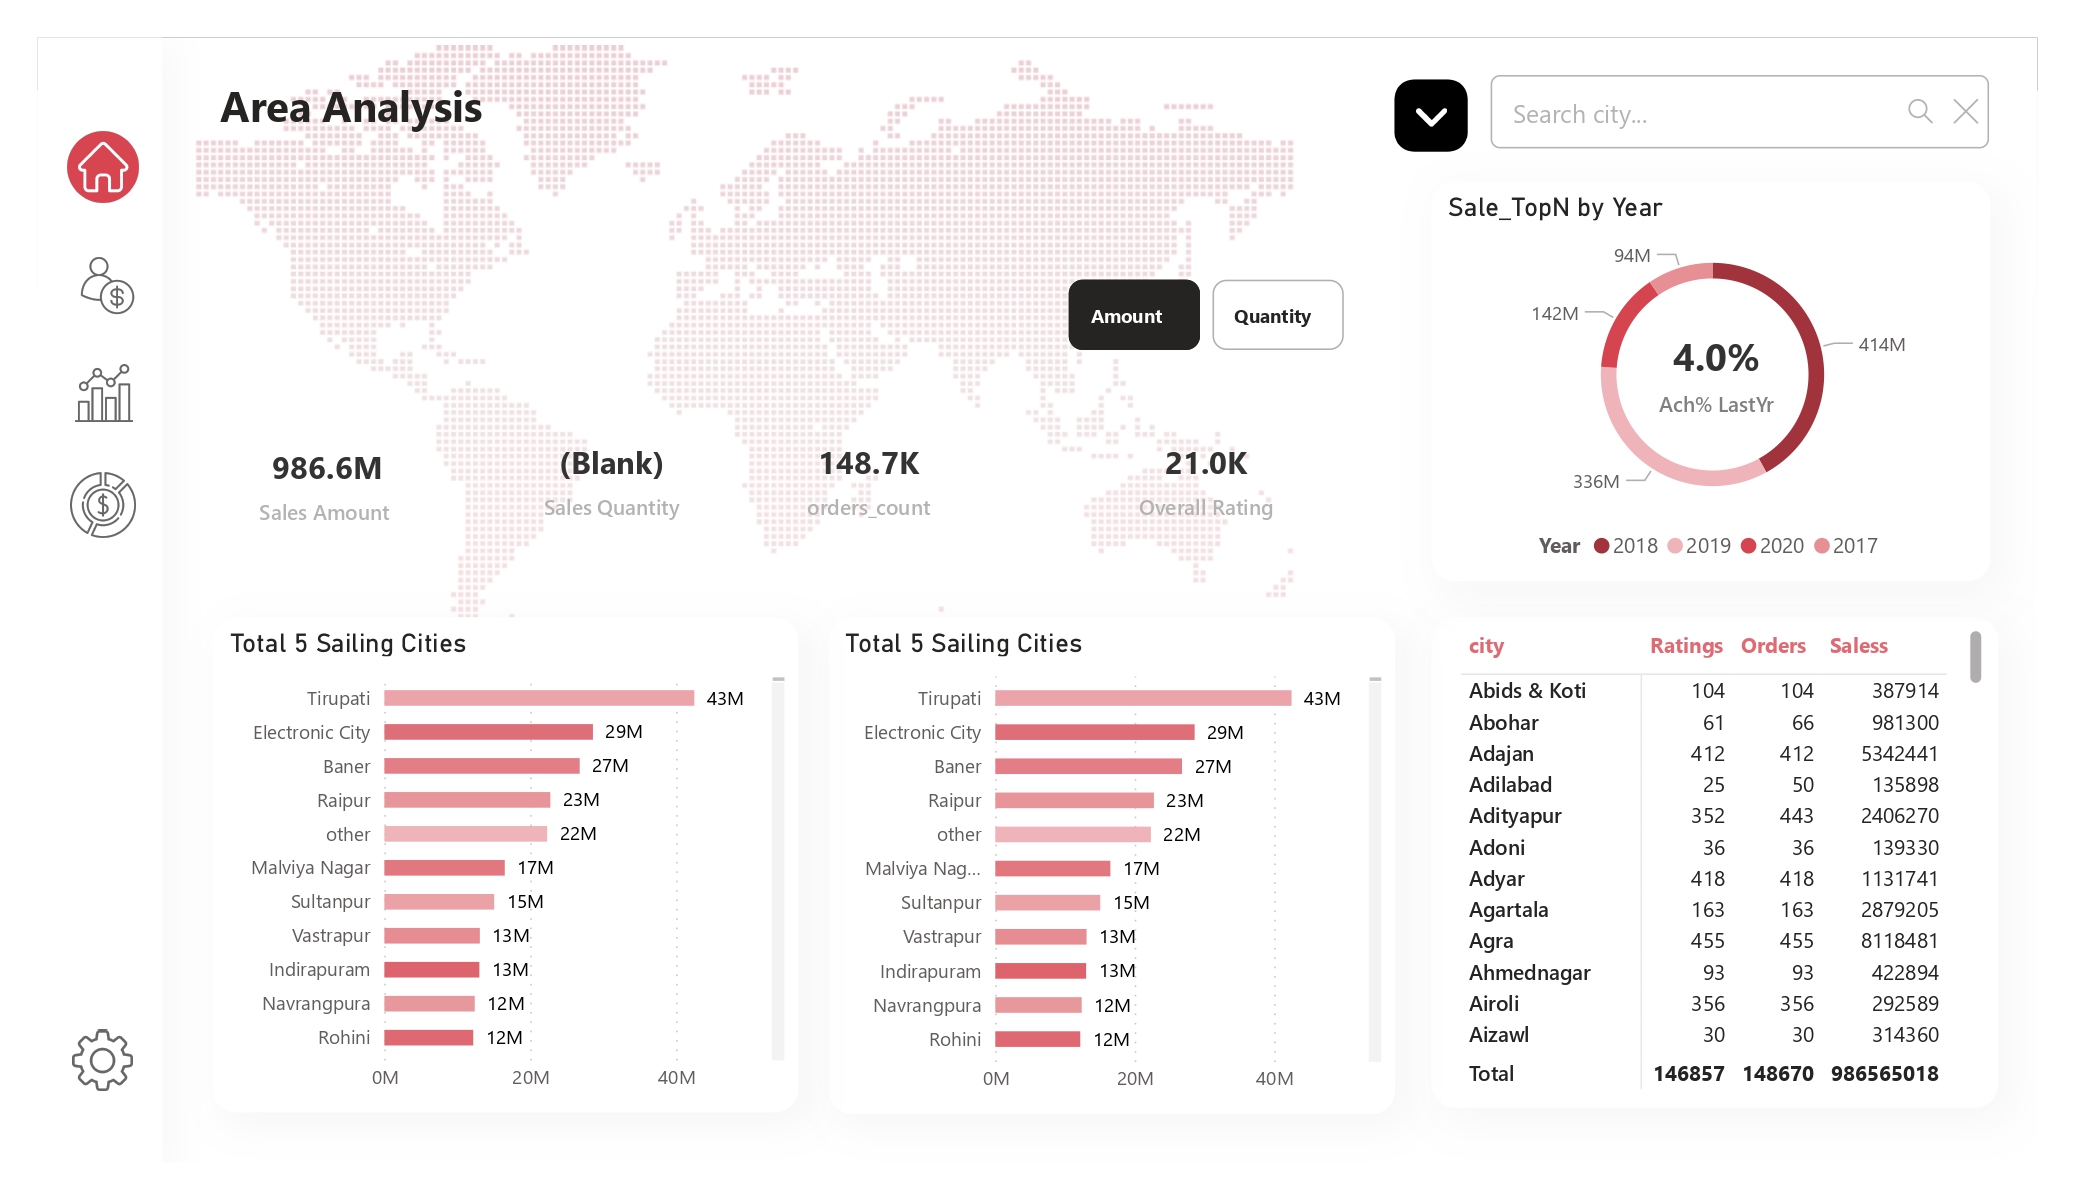 Area Analysis
Search city...
Sale_TopN by Year
94M
142M
414M
336M
4.0%
Ach% LastYr
Year 2018 2019 2020 2017
Amount Quantity
986.6M (Blank) 148.7K 21.0K
Sales Amount Sales Quantity orders_count Overall Rating
Total 5 Sailing Cities
Tirupati 43M
Electronic City 29M
Baner 27M
Raipur 23M
other 22M
Malviya Nagar 17M
Sultanpur 15M
Vastrapur 13M
Indirapuram 13M
Navrangpura 12M
Rohini 12M
0M 20M 40M
Total 5 Sailing Cities
Tirupati 43M
Electronic City 29M
Baner 27M
Raipur 23M
other 22M
Malviya Nag... 17M
Sultanpur 15M
Vastrapur 13M
Indirapuram 13M
Navrangpura 12M
Rohini 12M
0M 20M 40M
city Ratings Orders Saless
Abids & Koti 104 104 387914
Abohar 61 66 981300
Adajan 412 412 5342441
Adilabad 25 50 135898
Adityapur 352 443 2406270
Adoni 36 36 139330
Adyar 418 418 1131741
Agartala 163 163 2879205
Agra 455 455 8118481
Ahmednagar 93 93 422894
Airoli 356 356 292589
Aizawl 30 30 314360
Total 146857 148670 986565018